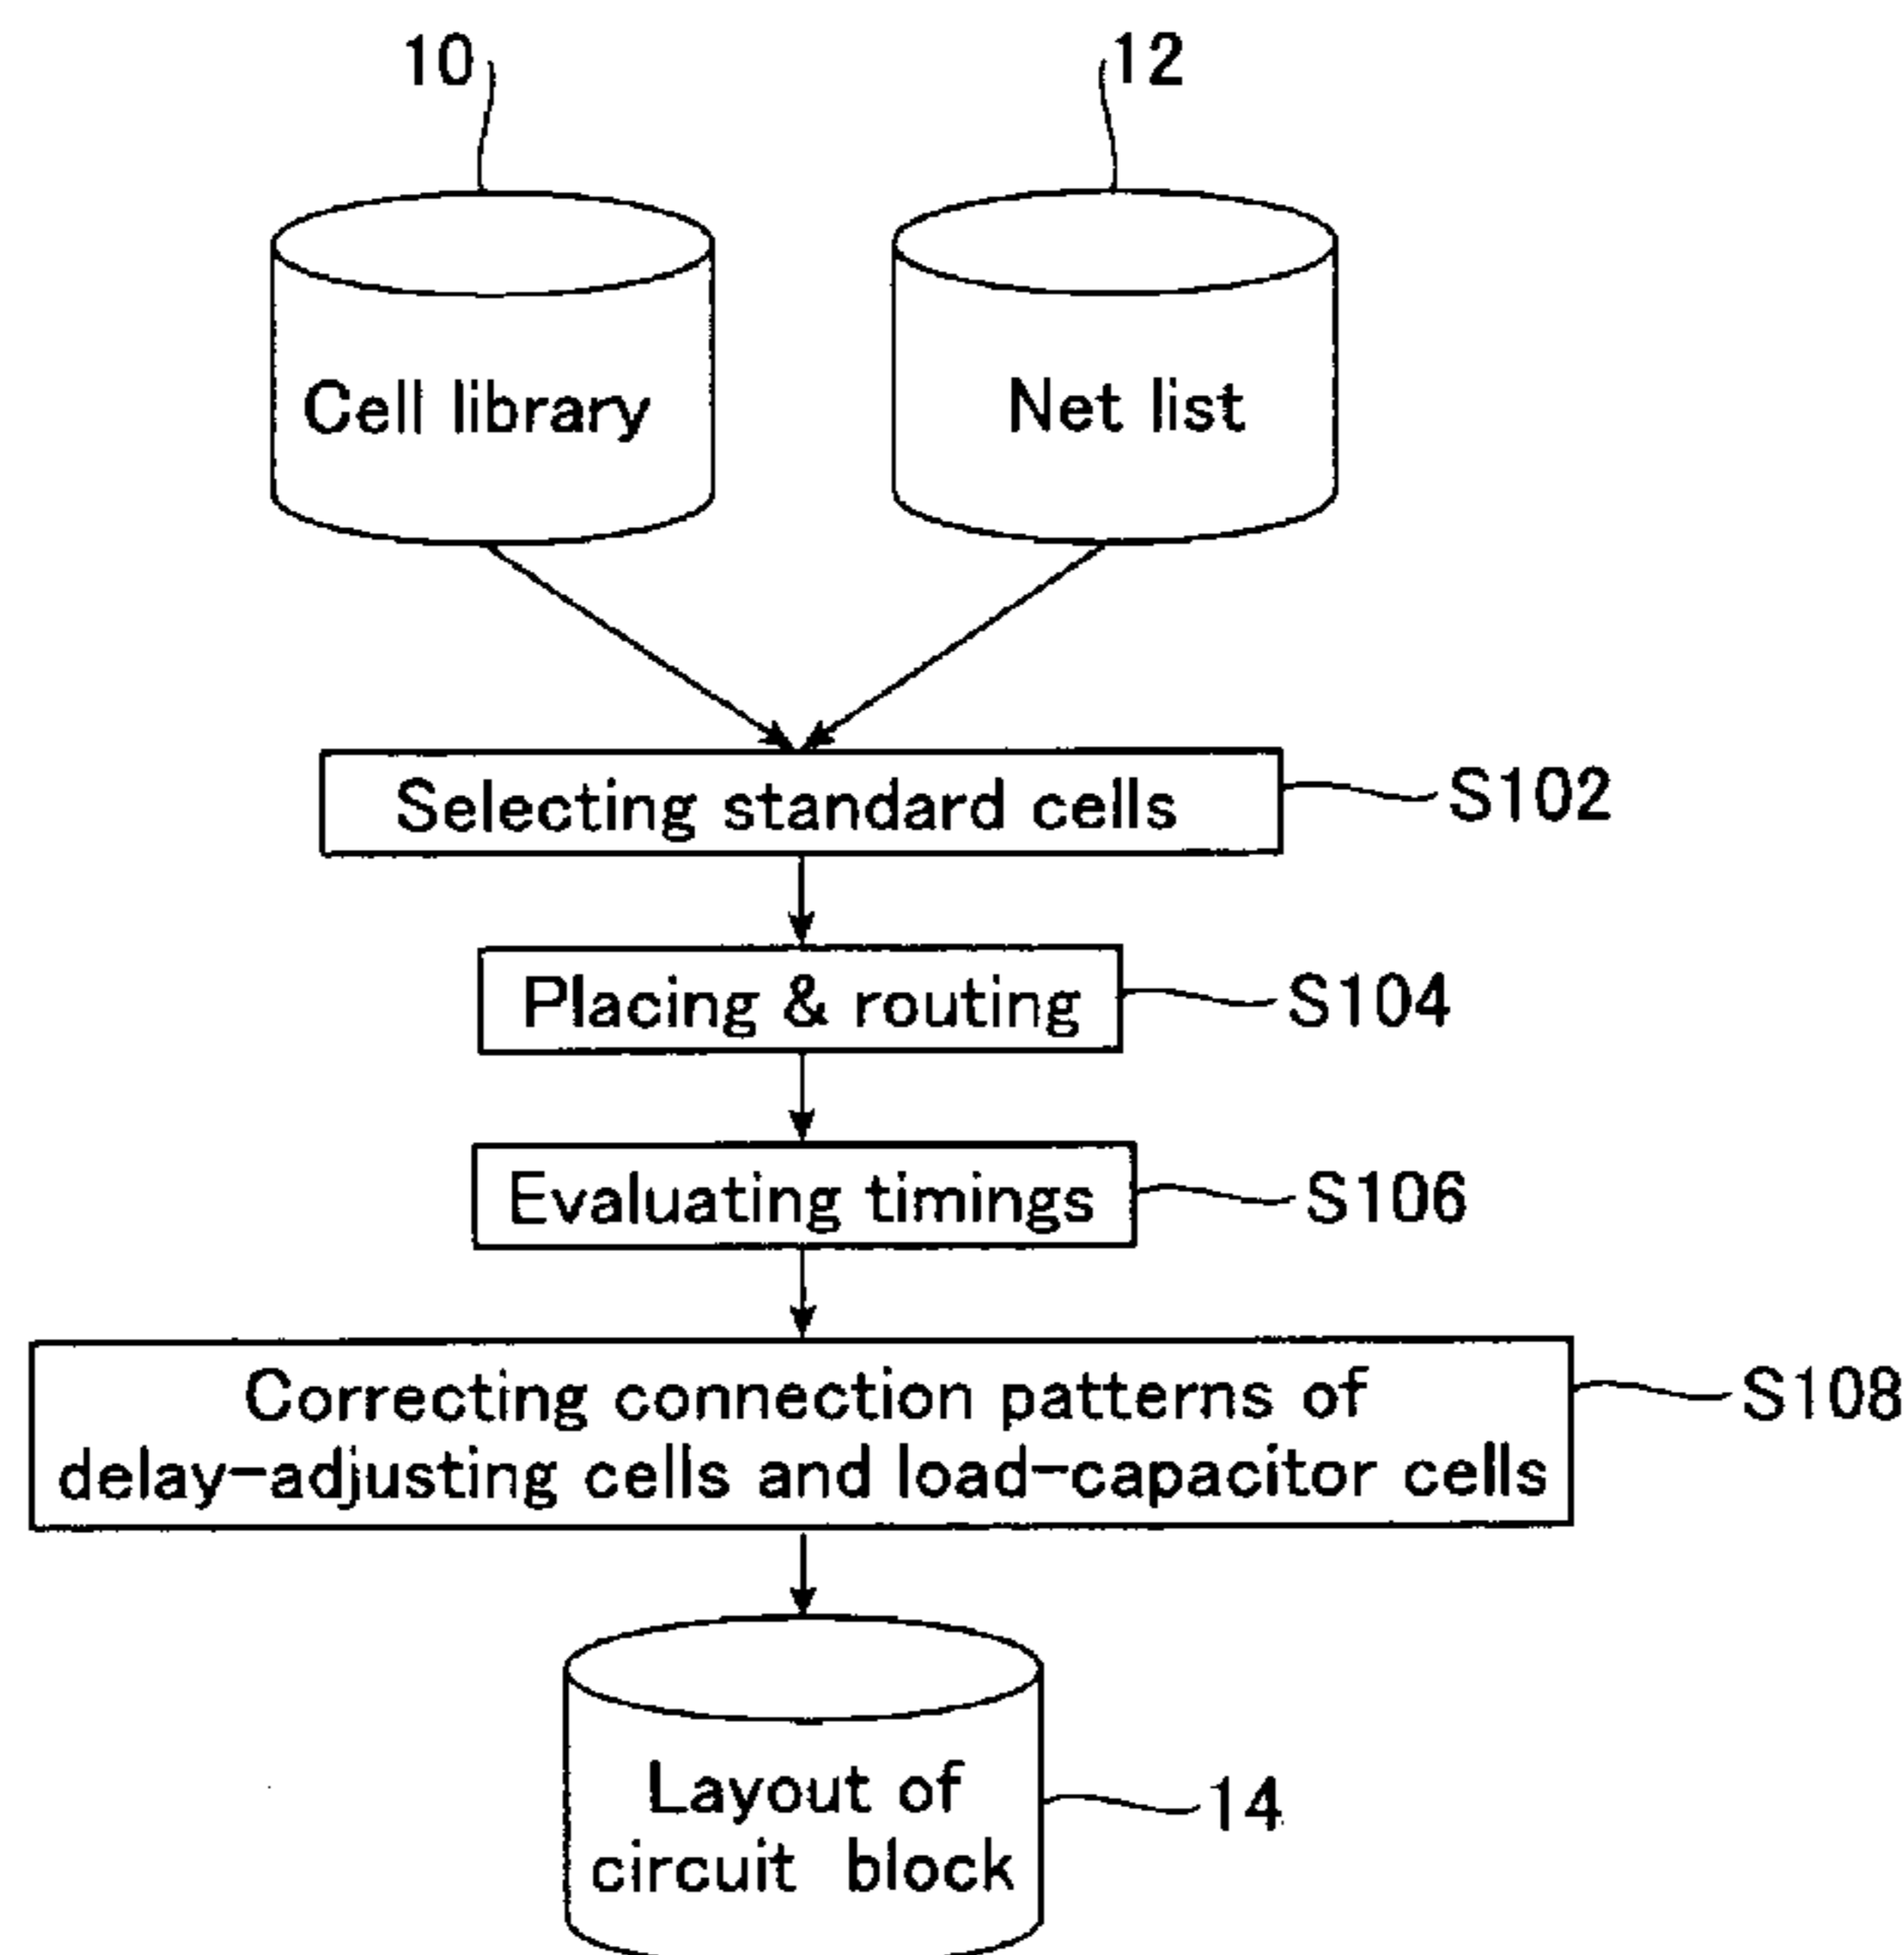 10
12
Cell library
Net list
Selecting standard cells
S102
Placing & routing
S104
Evaluating timings
S106
Correcting connection patterns of
delay-adjusting cells and load-capacitor cells
S108
Layout of
circuit block
14